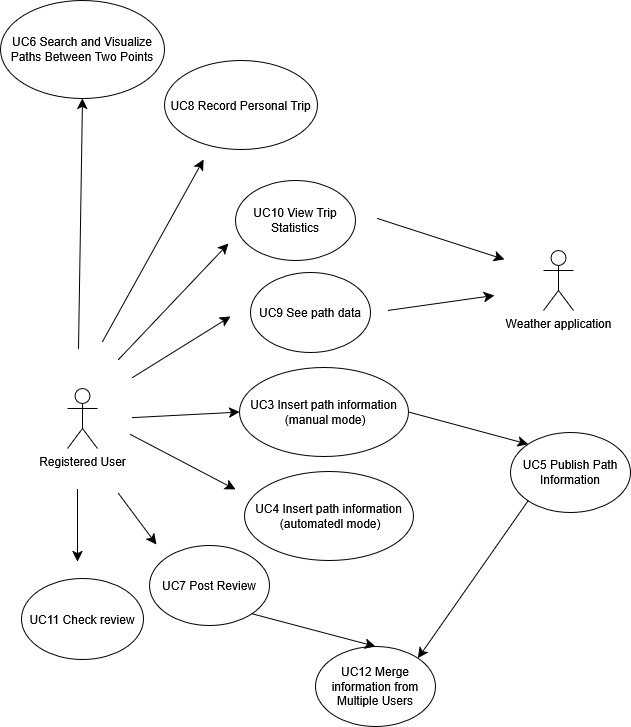 UC6 Search and Visualize
Paths Between Two Points
UC8 Record Personal Trip
UC10 View Trip
Statistics
UC9 See path data
Weather application
UC3 Insert path information
(manual mode)
Registered User
UC5 Publish Path
Information
UC4 Insert path information
(automatedl mode)
UC7 Post Review
UC11 Check review
UC12 Merge
information from
Multiple Users